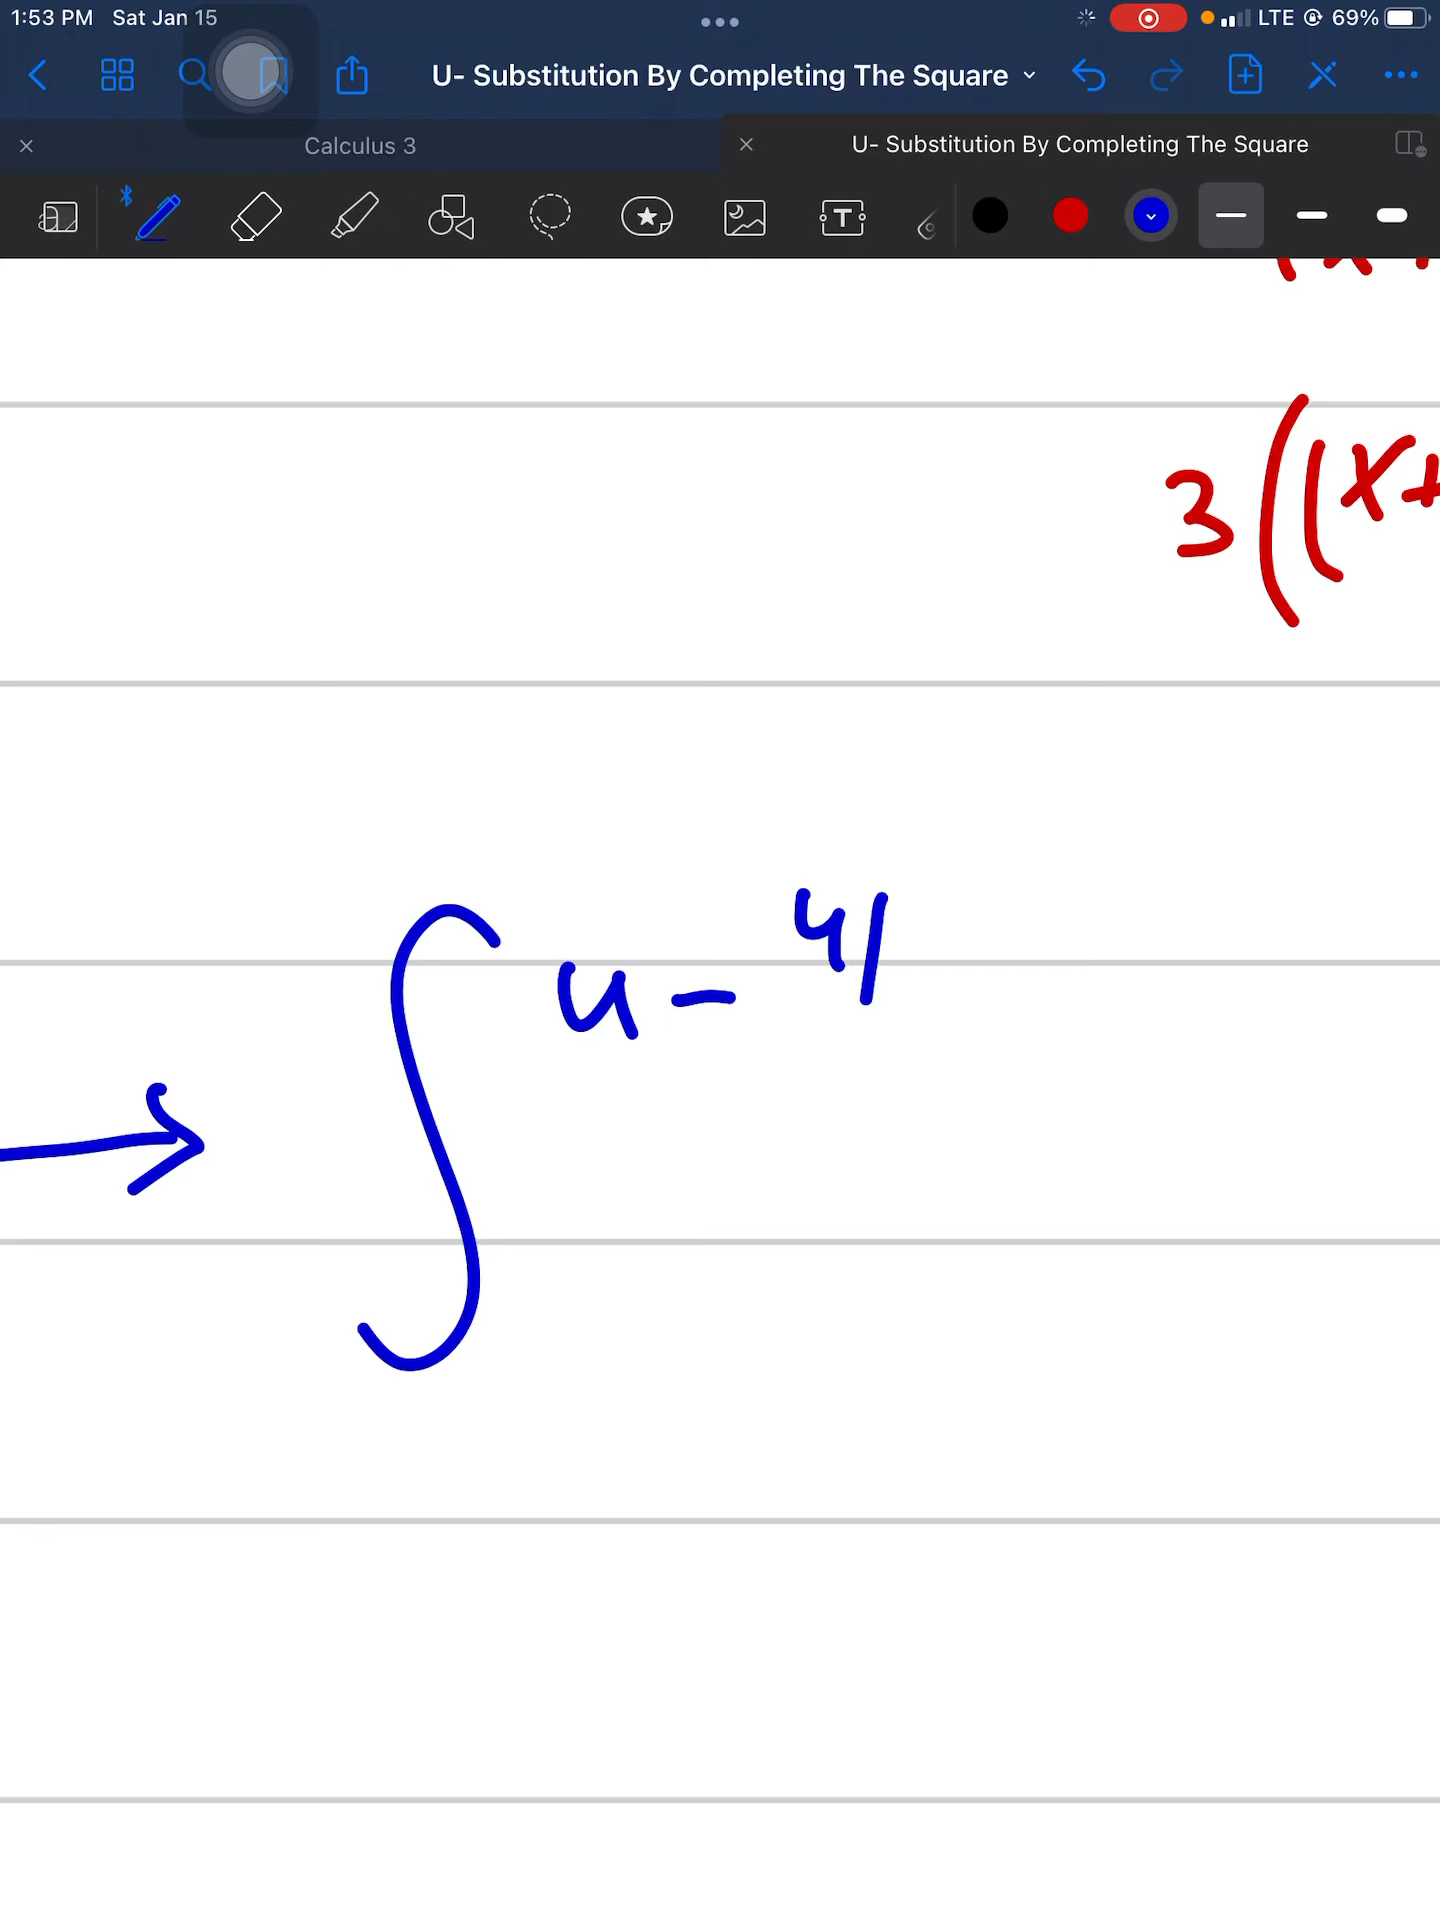 1:53 PM Sat Jan 15 LTE 69%
U- Substitution By Completing The Square
Calculus 3
U- Substitution By Completing The Square
T
3((x+
∫ u - 4/